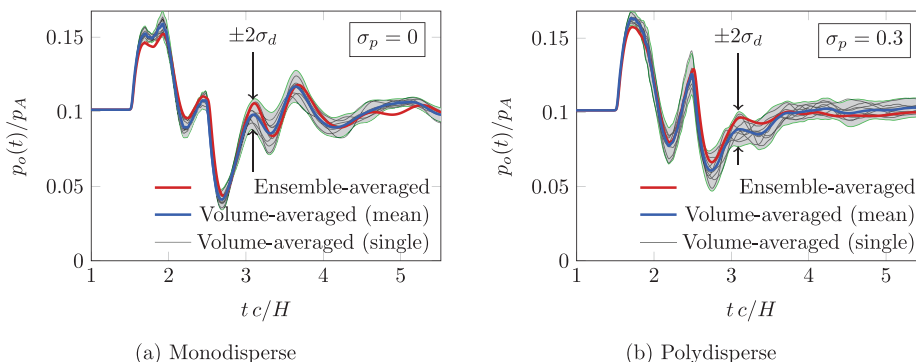 0.15
0.1
0.05
0
p_o(t)/p_A
±2σ_d
σ_p = 0
Ensemble-averaged
Volume-averaged (mean)
Volume-averaged (single)
1 2 3 4 5
t c/H
(a) Monodisperse
0.15
0.1
0.05
0
p_o(t)/p_A
±2σ_d
σ_p = 0.3
Ensemble-averaged
Volume-averaged (mean)
Volume-averaged (single)
1 2 3 4 5
t c/H
(b) Polydisperse